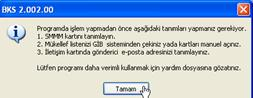 BKS 2.002.00
Programda işlem yapmadan önce aşağıdaki tanımları yapmanız gerekiyor.
1. SMMM kartını tanımlayın.
2. Mükellef listenizi GİB sisteminden çekiniz yada kartları manuel açınız.
3. İletişim kartında gönderici e-posta adresinizi tanımlayın.
Lütfen programı daha verimli kullanmak için yardım dosyasına gözatınız.
Tamam